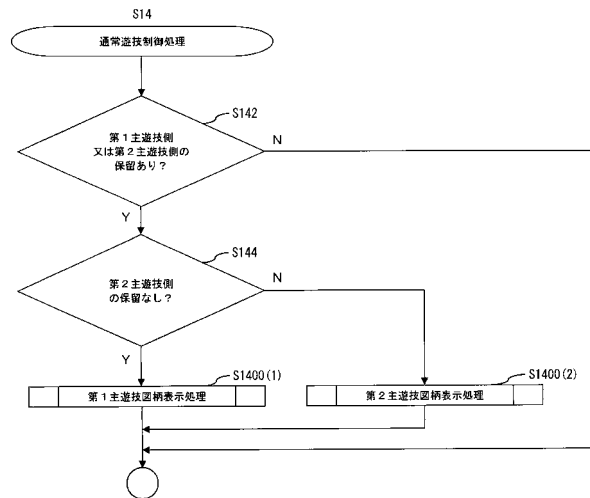 S14
通常遊技制御処理
S142
第1主遊技側
又は第2主遊技側の
保留あり？
N
Y
S144
第2主遊技側
の保留なし？
N
Y
S1400(1)
第1主遊技図柄表示処理
S1400(2)
第2主遊技図柄表示処理